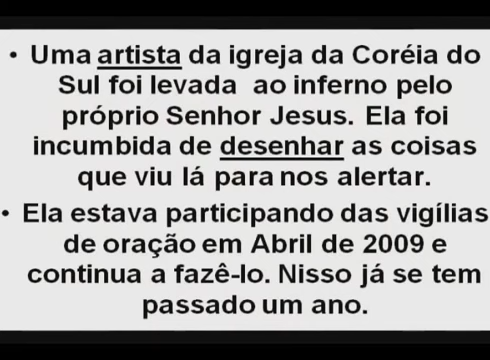 • Uma artista da igreja da Coréia do
Sul foi levada ao inferno pelo
próprio Senhor Jesus. Ela foi
incumbida de desenhar as coisas
que viu lá para nos alertar.
• Ela estava participando das vigílias
de oração em Abril de 2009 e
continua a fazê-lo. Nisso já se tem
passado um ano.